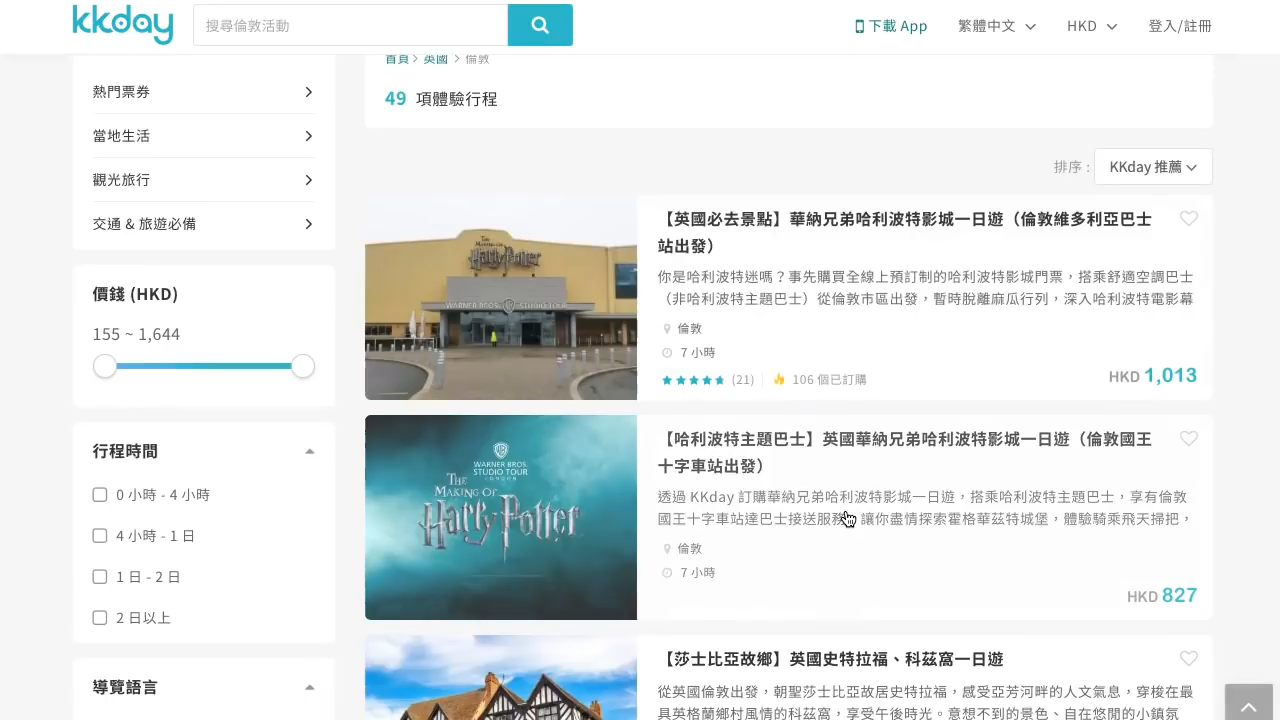 kkday
搜尋倫敦活動
下載 App
繁體中文
HKD
登入/註冊
首頁 > 英國 > 倫敦
49 項體驗行程
熱門票券
當地生活
觀光旅行
交通 & 旅遊必備
價錢 (HKD)
155 ~ 1,644
行程時間
0 小時 - 4 小時
4 小時 - 1 日
1 日 - 2 日
2 日以上
導覽語言
排序 :
KKday 推薦
THE MAKING OF
Harry Potter
WARNER BROS. STUDIO TOUR
【英國必去景點】華納兄弟哈利波特影城一日遊（倫敦維多利亞巴士
站出發）
你是哈利波特迷嗎？事先購買全線上預訂制的哈利波特影城門票，搭乘舒適空調巴士
（非哈利波特主題巴士）從倫敦市區出發，暫時脫離麻瓜行列，深入哈利波特電影幕
倫敦
7 小時
(21)
106 個已訂購
HKD 1,013
WARNER BROS.
STUDIO TOUR
LONDON
THE
MAKING OF
Harry Potter
【哈利波特主題巴士】英國華納兄弟哈利波特影城一日遊（倫敦國王
十字車站出發）
透過 KKday 訂購華納兄弟哈利波特影城一日遊，搭乘哈利波特主題巴士，享有倫敦
國王十字車站達巴士接送服務，讓你盡情探索霍格華茲特城堡，體驗騎乘飛天掃把，
倫敦
7 小時
HKD 827
【莎士比亞故鄉】英國史特拉福、科茲窩一日遊
從英國倫敦出發，朝聖莎士比亞故居史特拉福，感受亞芳河畔的人文氣息，穿梭在最
具英格蘭鄉村風情的科茲窩，享受午後時光。意想不到的景色、自在悠閒的小鎮氛